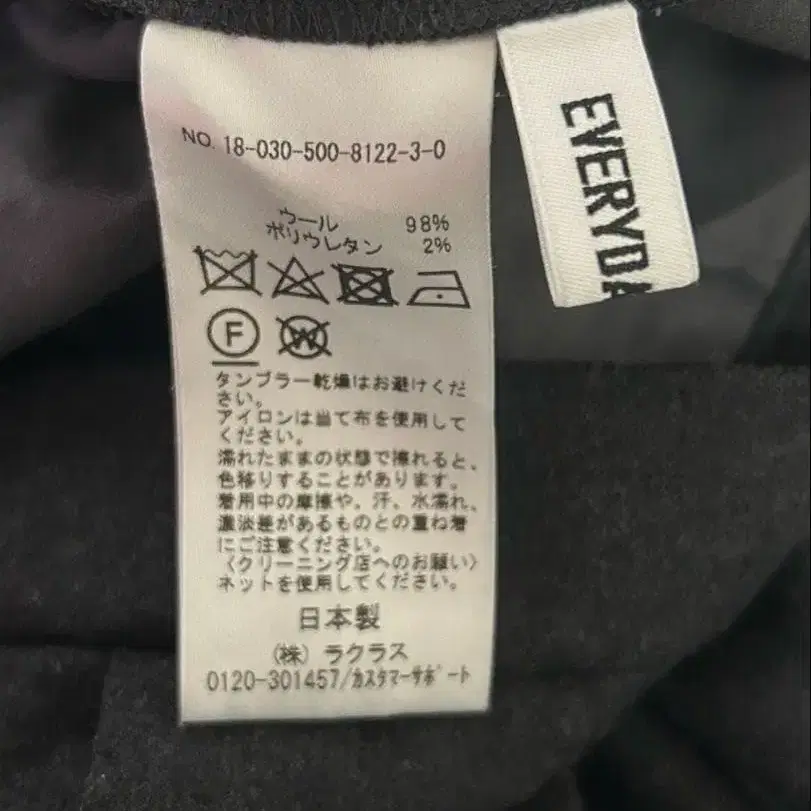 NO. 18-030-500-8122-3-0
ウール 98%
ポリウレタン 2%
F
W
タンブラー乾燥はお避けくだ
さい。
アイロンは当て布を使用して
ください。
濡れたままの状態で擦れると、
色移りすることがあります。
着用中の摩擦や、汗、水濡れ、
濃淡差があるものとの重ね着
にご注意ください。
〈クリーニング店へのお願い〉
ネットを使用してください。
日本製
(株) ラクラス
0120-301457/カスタマーサポート
EVERYDA